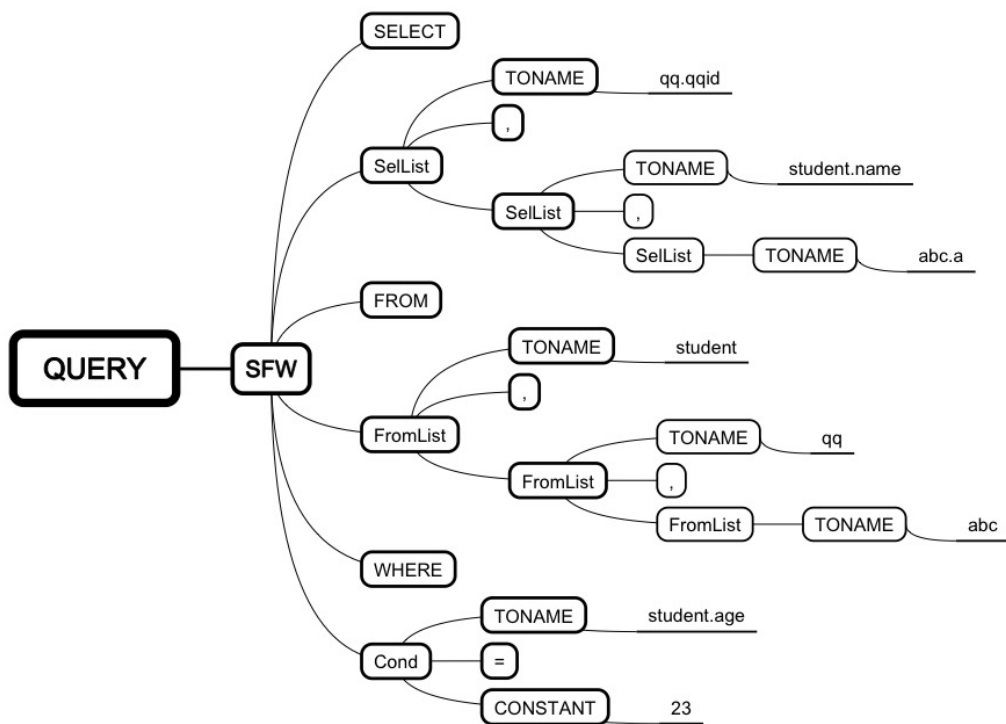 SELECT
TONAME
qq.qqid
,
SelList
TONAME
student.name
SelList
,
SelList
TONAME
abc.a
FROM
QUERY
SFW
TONAME
student
,
FromList
TONAME
qq
FromList
,
FromList
TONAME
abc
WHERE
TONAME
student.age
Cond
=
CONSTANT
23